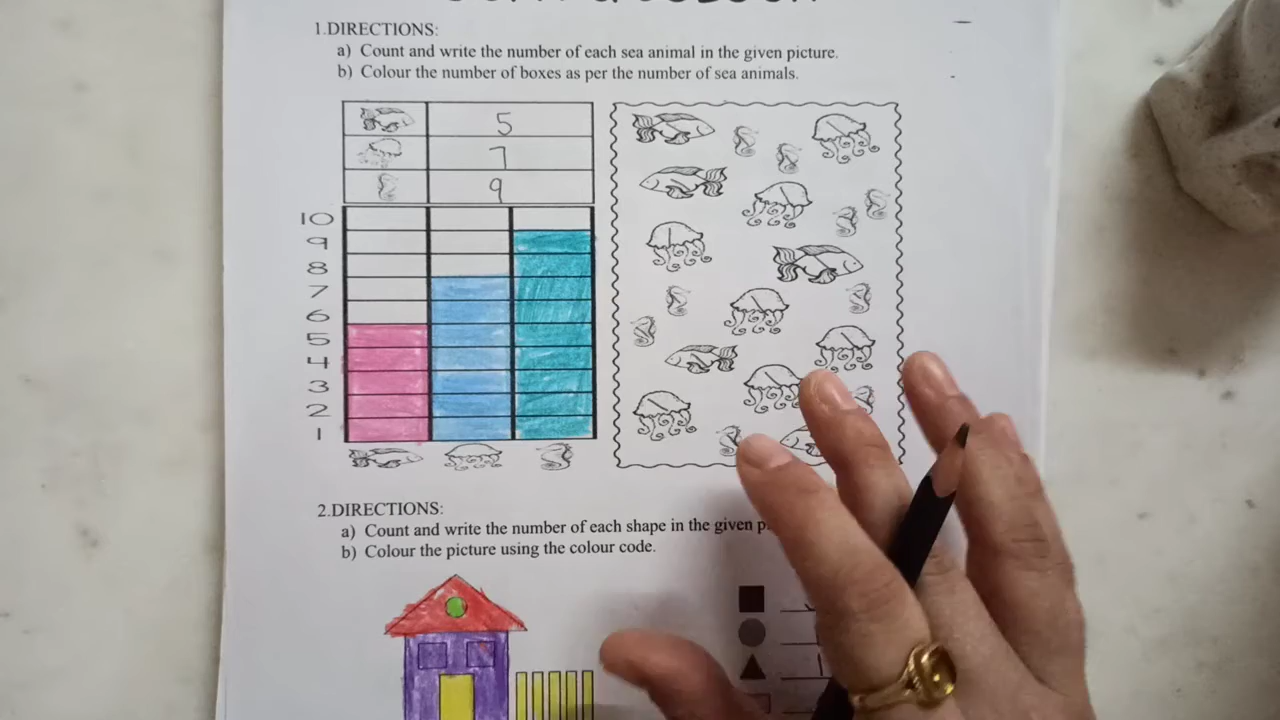 1.DIRECTIONS:
a) Count and write the number of each sea animal in the given picture.
b) Colour the number of boxes as per the number of sea animals.
5
7
9
10
9
8
7
6
5
4
3
2
1
2.DIRECTIONS:
a) Count and write the number of each shape in the given
b) Colour the picture using the colour code.